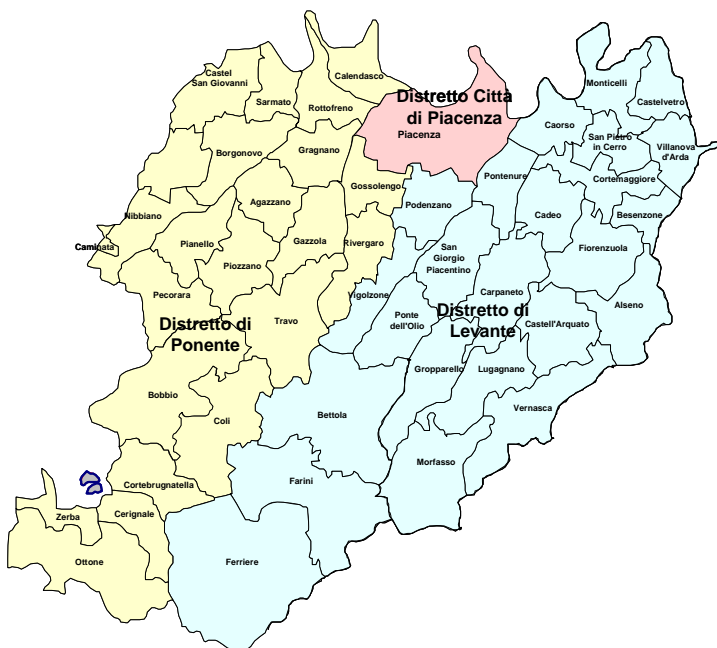 Castel
San Giovanni
Sarmato
Calendasco
Rottofreno
Distretto Città
di Piacenza
Piacenza
Monticelli
Castelvetro
Caorso
San Pietro
in Cerro
Villanova
d'Arda
Borgonovo
Gragnano
Gossolengo
Pontenure
Cortemaggiore
Agazzano
Podenzano
Cadeo
Besenzone
Nibbiano
Caminata
Pianello
Gazzola
Rivergaro
San
Giorgio
Piacentino
Fiorenzuola
Piozzano
Pecorara
Vigolzone
Carpaneto
Alseno
Distretto di
Ponente
Travo
Ponte
dell'Olio
Distretto di
Levante
Castell'Arquato
Gropparello
Lugagnano
Bobbio
Coli
Bettola
Vernasca
Morfasso
Cortebrugnatella
Farini
Zerba
Cerignale
Ottone
Ferriere